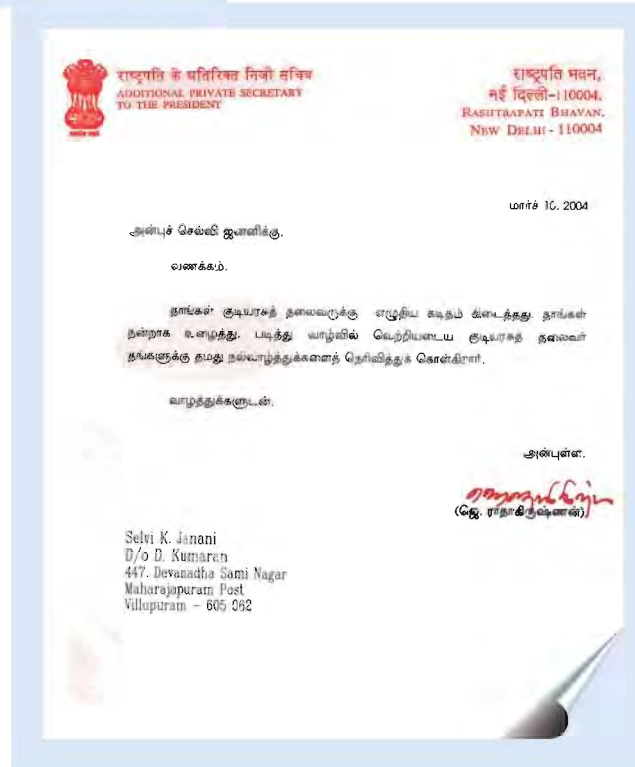 राष्ट्रपति के अतिरिक्त निजी सचिव
ADDITIONAL PRIVATE SECRETARY
TO THE PRESIDENT
राष्ट्रपति भवन,
नई दिल्ली-110004.
RASHTRAPATI BHAVAN,
NEW DELHI - 110004
மார்ச் 10, 2004
அன்புச் செல்வி ஜனனிக்கு,
வணக்கம்.
தாங்கள் குடியரசுத் தலைவருக்கு எழுதிய கடிதம் கிடைத்தது. தாங்கள்
நன்றாக உழைத்து, படித்து வாழ்வில் வெற்றியடைய குடியரசுத் தலைவர்
தங்களுக்கு தமது நல்வாழ்த்துக்களைத் தெரிவித்துக் கொள்கிறார்.
வாழ்த்துக்களுடன்.
அன்புள்ள,
(ஜெ. ராதாகிருஷ்ணன்)
Selvi K. Janani
D/o D. Kumaran
447, Devanadha Sami Nagar
Maharajapuram Post
Villupuram - 605 062